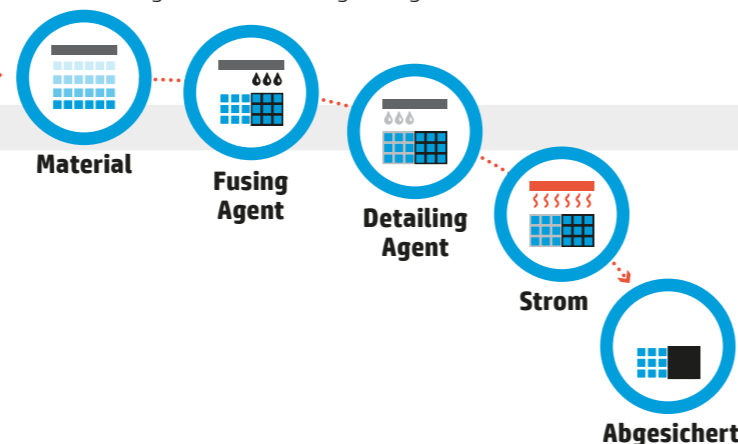 Material
Fusing
Agent
Detailing
Agent
Strom
Abgesichert